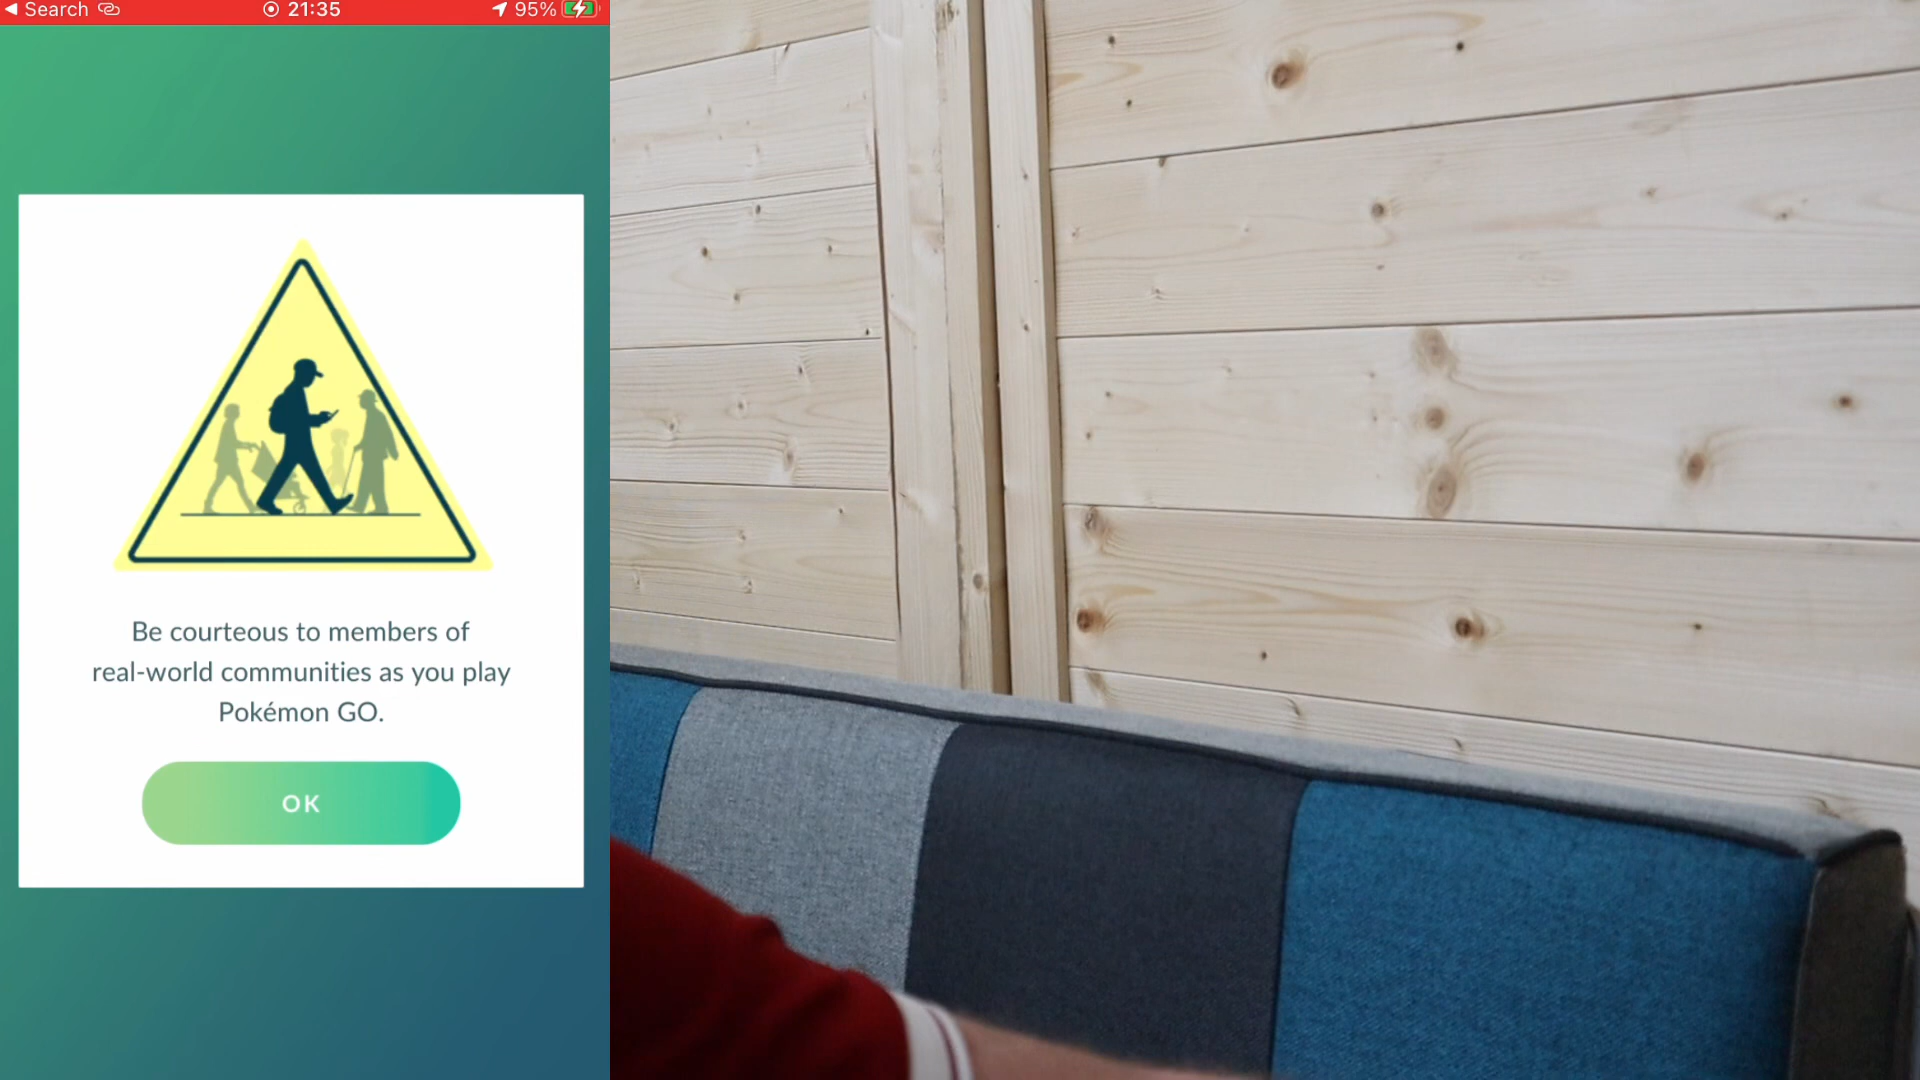 Search
21:35
95%
Be courteous to members of
real-world communities as you play
Pokémon GO.
OK